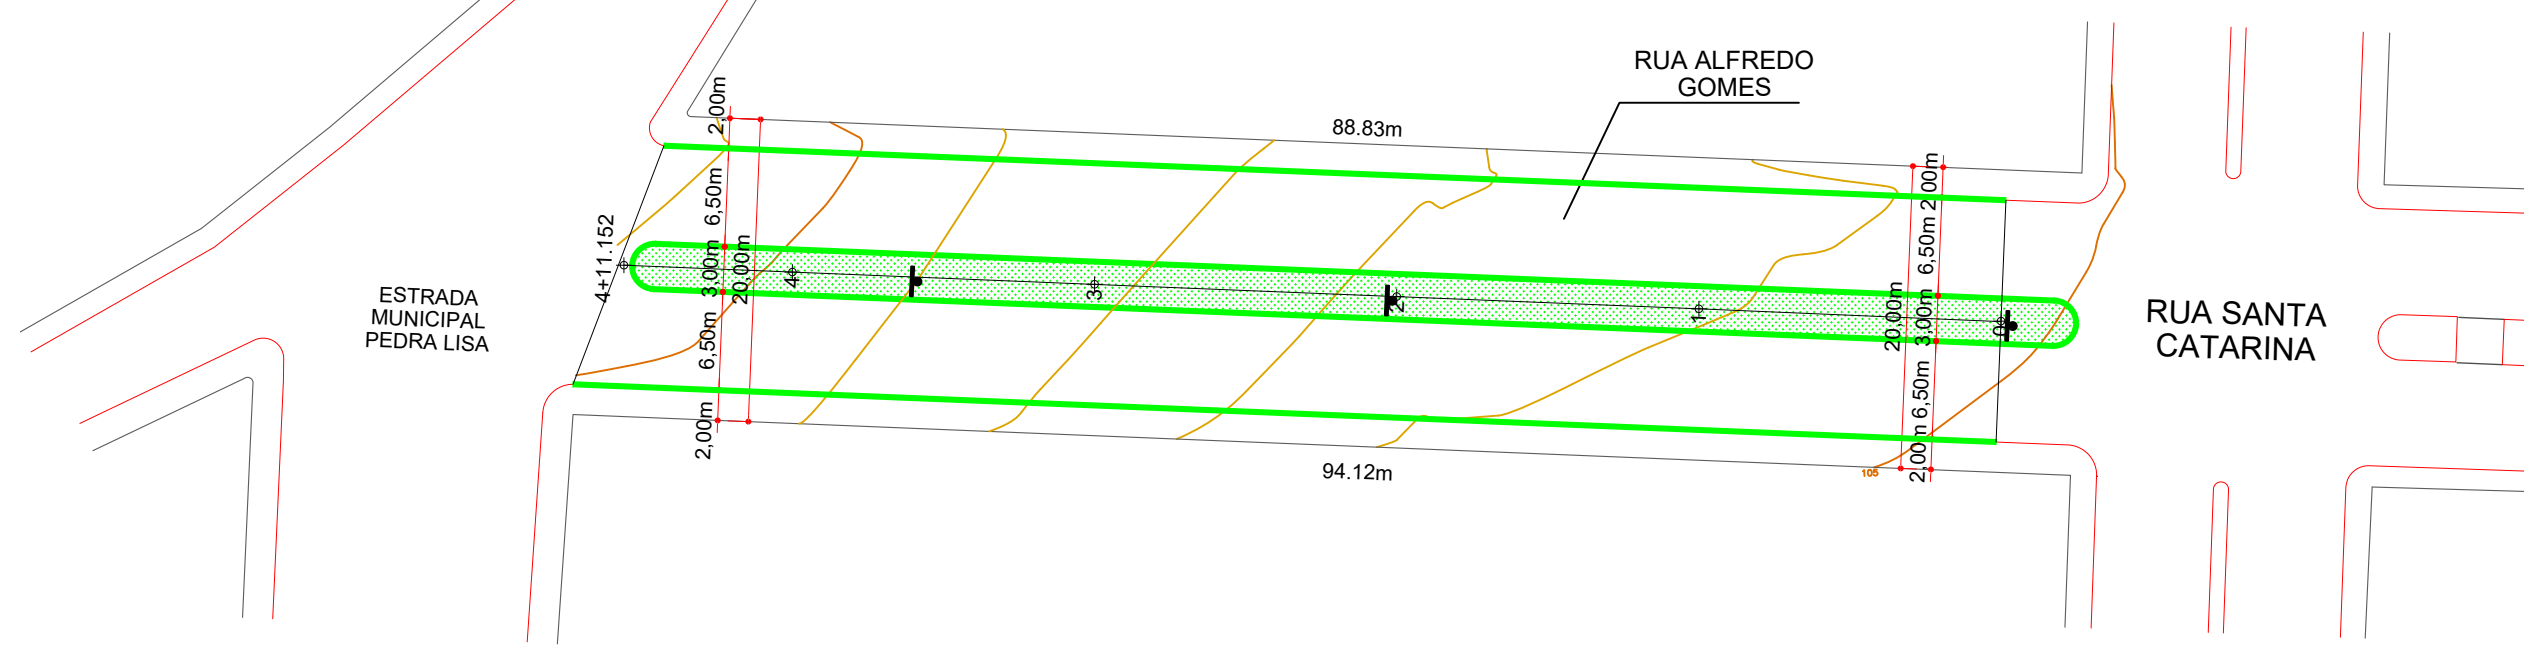 RUA ALFREDO
GOMES
88.83m
2,00m
6,50m
3,00m
20,00m
6,50m
2,00m
4+11.152
4
3
2
1
0
2,00m
6,50m
20,00m
3,00m
6,50m
2,00m
ESTRADA
MUNICIPAL
PEDRA LISA
RUA SANTA
CATARINA
94.12m
105